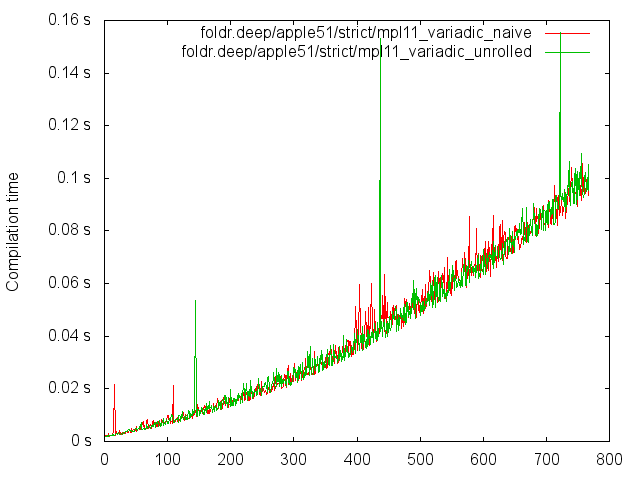 foldr.deep/apple51/strict/mpl11_variadic_naive
foldr.deep/apple51/strict/mpl11_variadic_unrolled
Compilation time
0.16 s
0.14 s
0.12 s
0.1 s
0.08 s
0.06 s
0.04 s
0.02 s
0 s
0 100 200 300 400 500 600 700 800